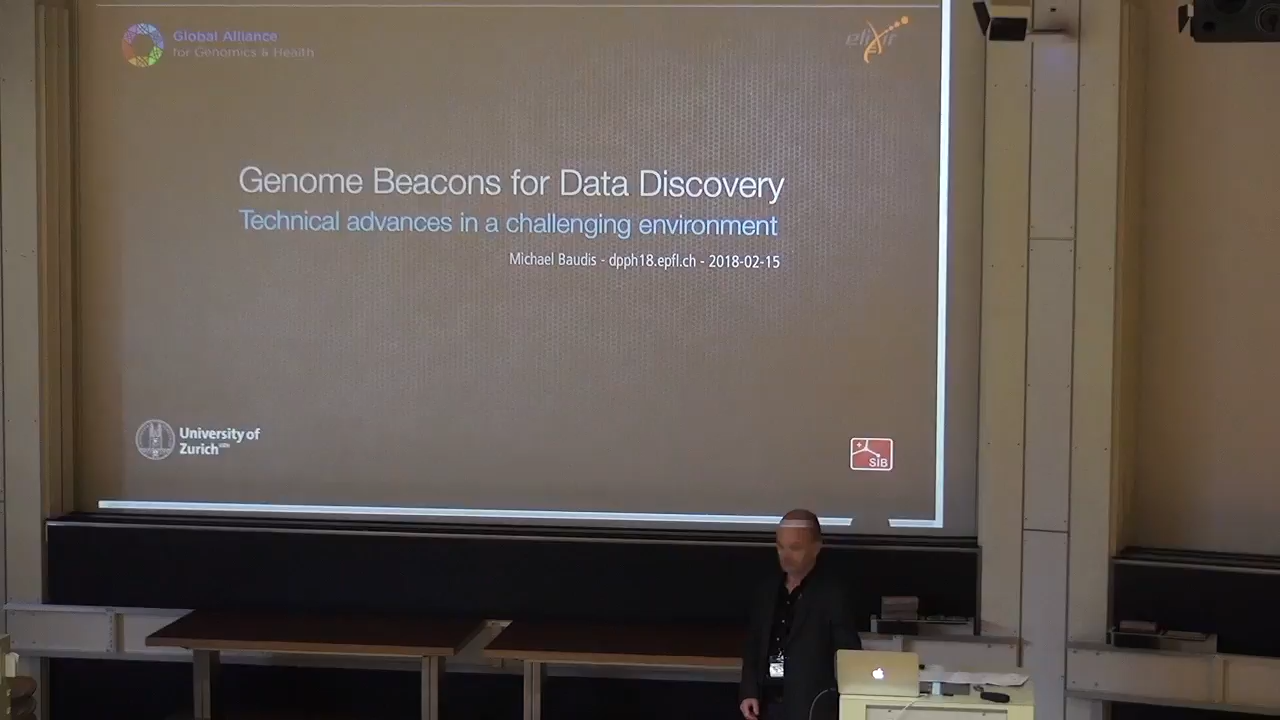 Global Alliance
for Genomics & Health
elixir
Genome Beacons for Data Discovery
Technical advances in a challenging environment
Michael Baudis - dpph18.epfl.ch - 2018-02-15
University of
Zurich
SIB